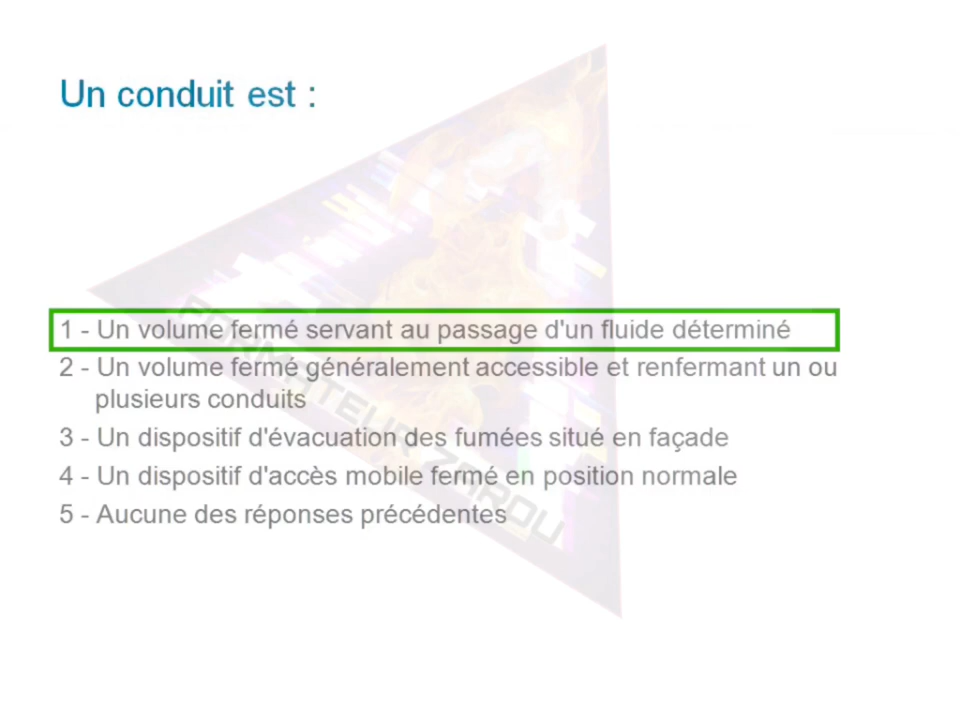 Un conduit est :
1 - Un volume fermé servant au passage d'un fluide déterminé
2 - Un volume fermé généralement accessible et renfermant un ou
plusieurs conduits
3 - Un dispositif d'évacuation des fumées situé en façade
4 - Un dispositif d'accès mobile fermé en position normale
5 - Aucune des réponses précédentes
FORMATEUR ZAROU